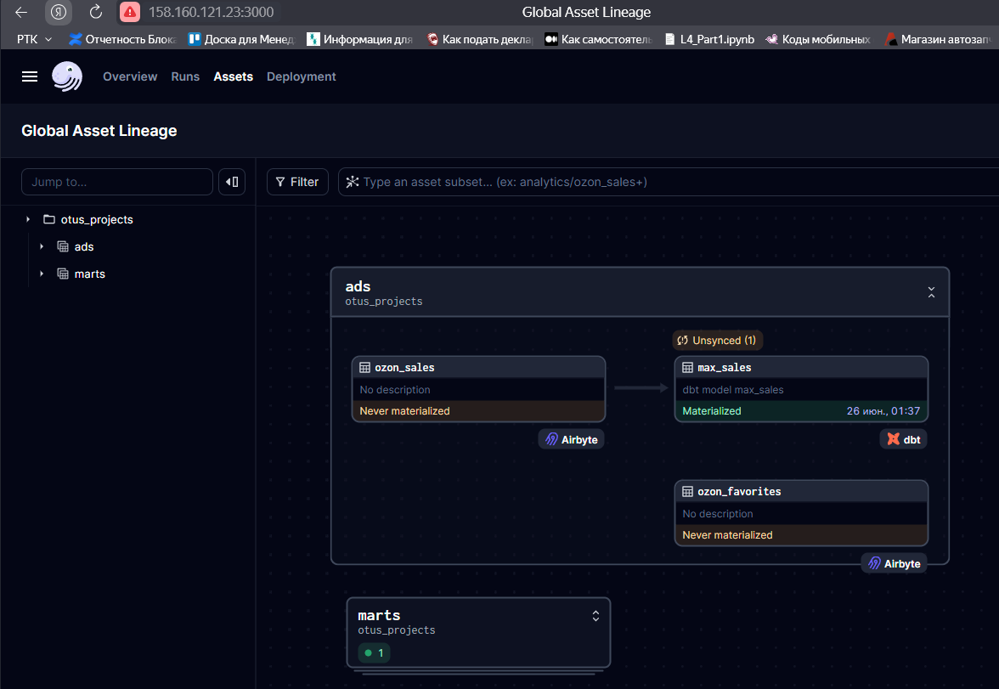 158.160.121.23:3000
Global Asset Lineage
РТК
Отчетность Блока
Доска для Менед
Информация для
Как подать декла
Как самостоятель
L4_Part1.ipynb
Коды мобильных
Магазин автозапч
Overview Runs Assets Deployment
Global Asset Lineage
Jump to...
Filter
Type an asset subset... (ex: analytics/ozon_sales+)
otus_projects
ads
marts
ads
otus_projects
Unsynced (1)
ozon_sales
No description
Never materialized
Airbyte
max_sales
dbt model max_sales
Materialized 26 июн., 01:37
dbt
ozon_favorites
No description
Never materialized
Airbyte
marts
otus_projects
1